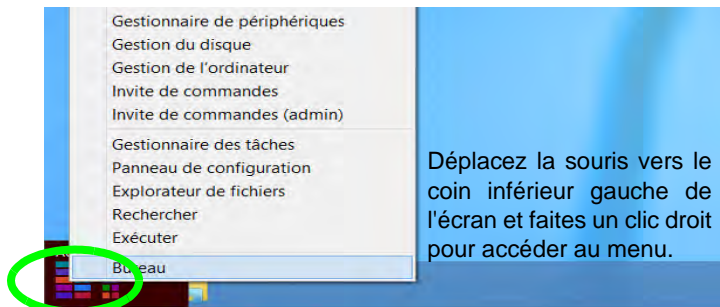 Gestionnaire de périphériques
Gestion du disque
Gestion de l'ordinateur
Invite de commandes
Invite de commandes (admin)
Gestionnaire des tâches
Panneau de configuration
Explorateur de fichiers
Rechercher
Exécuter
Bureau
Déplacez la souris vers le
coin inférieur gauche de
l'écran et faites un clic droit
pour accéder au menu.